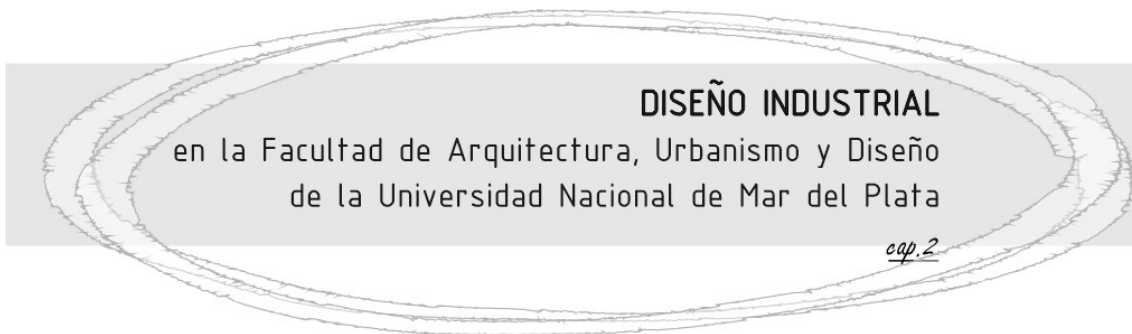 DISEÑO INDUSTRIAL
en la Facultad de Arquitectura, Urbanismo y Diseño
de la Universidad Nacional de Mar del Plata
cap.2